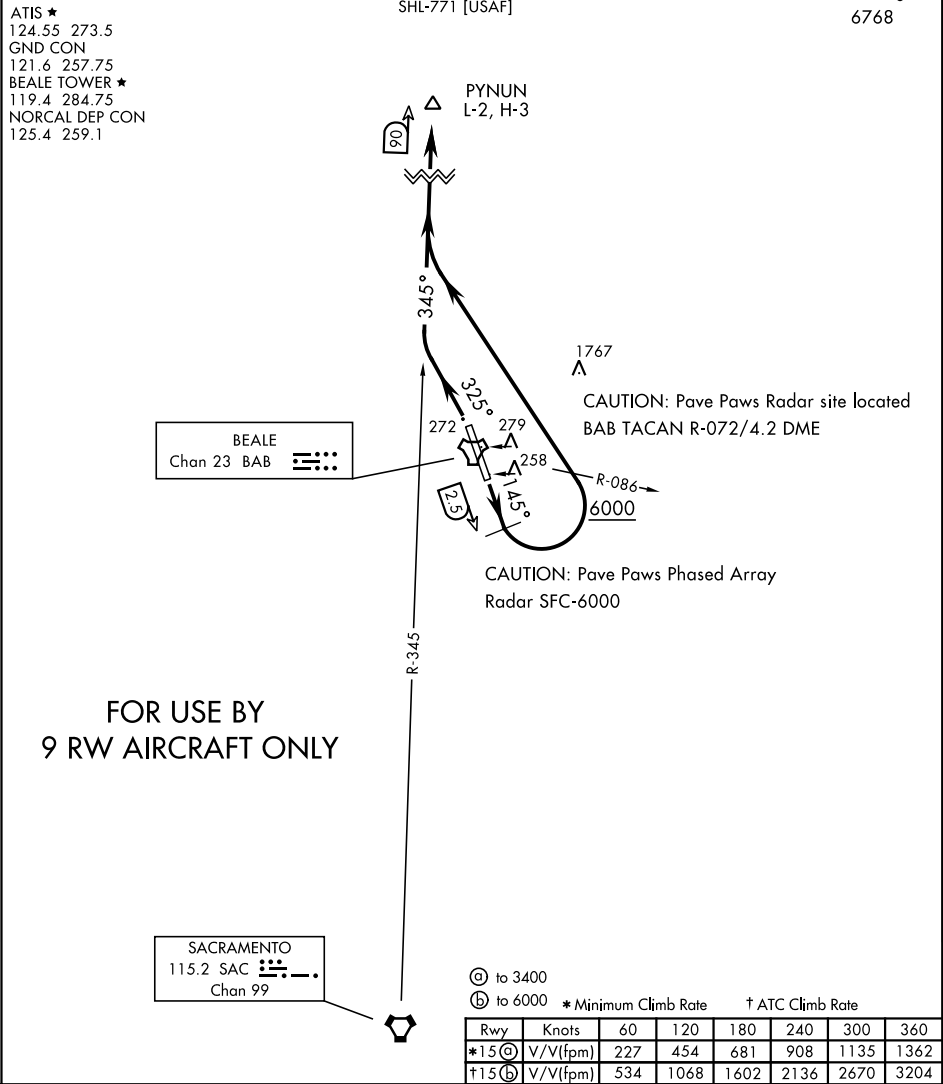 SHL-771 [USAF]
6768
ATIS ★
124.55 273.5
GND CON
121.6 257.75
BEALE TOWER ★
119.4 284.75
NORCAL DEP CON
125.4 259.1
PYNUN
L-2, H-3
90
345°
1767
CAUTION: Pave Paws Radar site located
BAB TACAN R-072/4.2 DME
325°
272
279
258
BEALE
Chan 23 BAB
R-086
2.5
145°
6000
CAUTION: Pave Paws Phased Array
Radar SFC-6000
R-345
FOR USE BY
9 RW AIRCRAFT ONLY
SACRAMENTO
115.2 SAC
Chan 99
ⓐ to 3400
ⓑ to 6000 * Minimum Climb Rate † ATC Climb Rate
Rwy Knots 60 120 180 240 300 360
*15ⓐ V/V(fpm) 227 454 681 908 1135 1362
†15ⓑ V/V(fpm) 534 1068 1602 2136 2670 3204